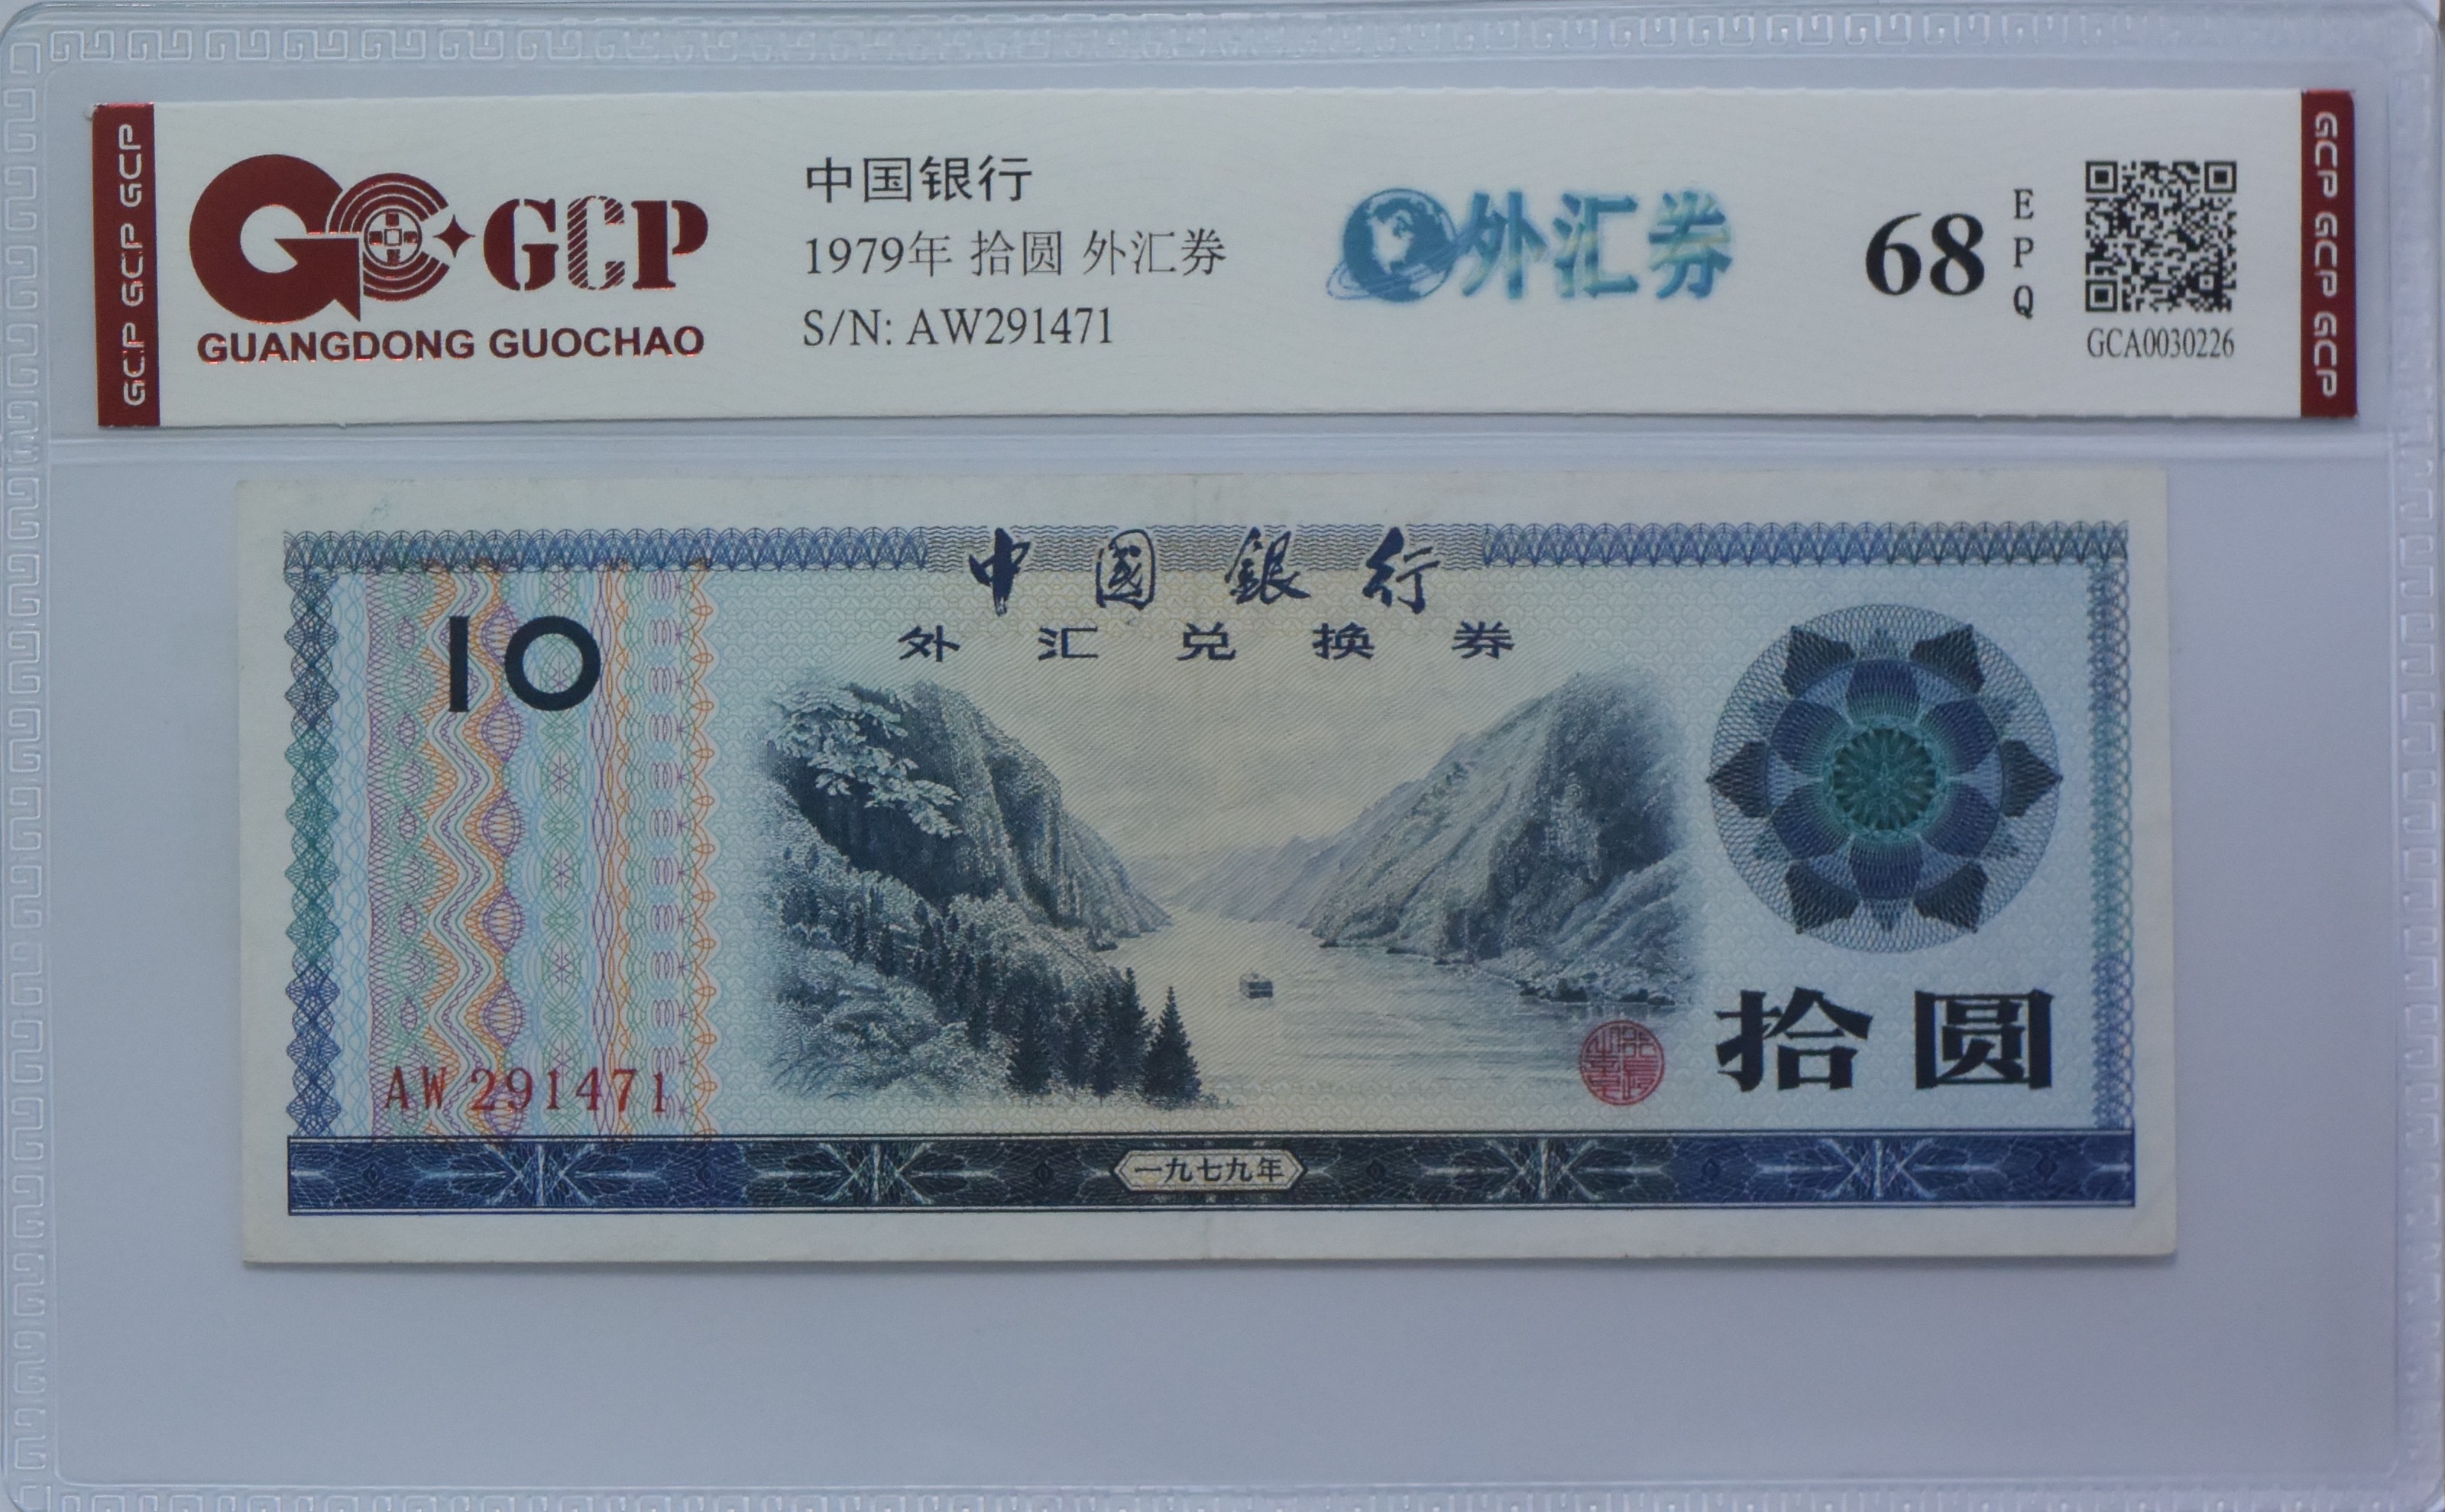 GCP GCP GCP
GCP
GUANGDONG GUOCHAO
中国银行
1979年 拾圆 外汇券
S/N: AW291471
外汇券
68
E
P
Q
GCA0030226
GCP GCP GCP
中國銀行
外汇兑换券
10
AW 291471
拾圆
一九七九年